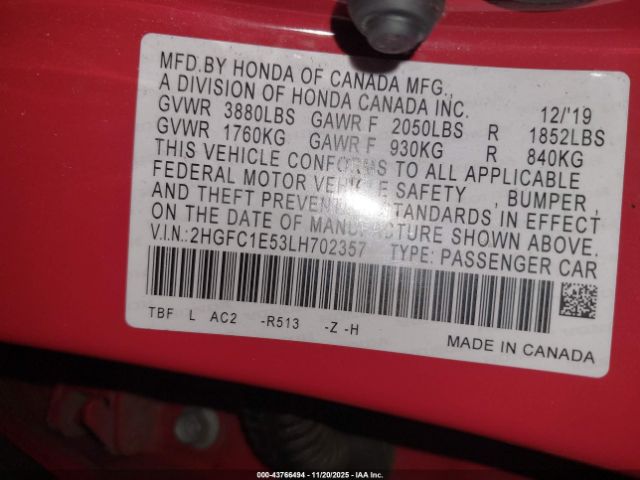 MFD.BY HONDA OF CANADA MFG.,
A DIVISION OF HONDA CANADA INC. 12/'19
GVWR 3880LBS GAWR F 2050LBS R 1852LBS
GVWR 1760KG GAWR F 930KG R 840KG
THIS VEHICLE CONFORMS TO ALL APPLICABLE
FEDERAL MOTOR VEHICLE SAFETY , BUMPER ,
AND THEFT PREVENTION STANDARDS IN EFFECT
ON THE DATE OF MANUFACTURE SHOWN ABOVE.
V.I.N.:2HGFC1E53LH702357 TYPE: PASSENGER CAR
TBF L AC2 -R513 -Z -H
MADE IN CANADA
000-43766494 - 11/20/2025 - IAA Inc.